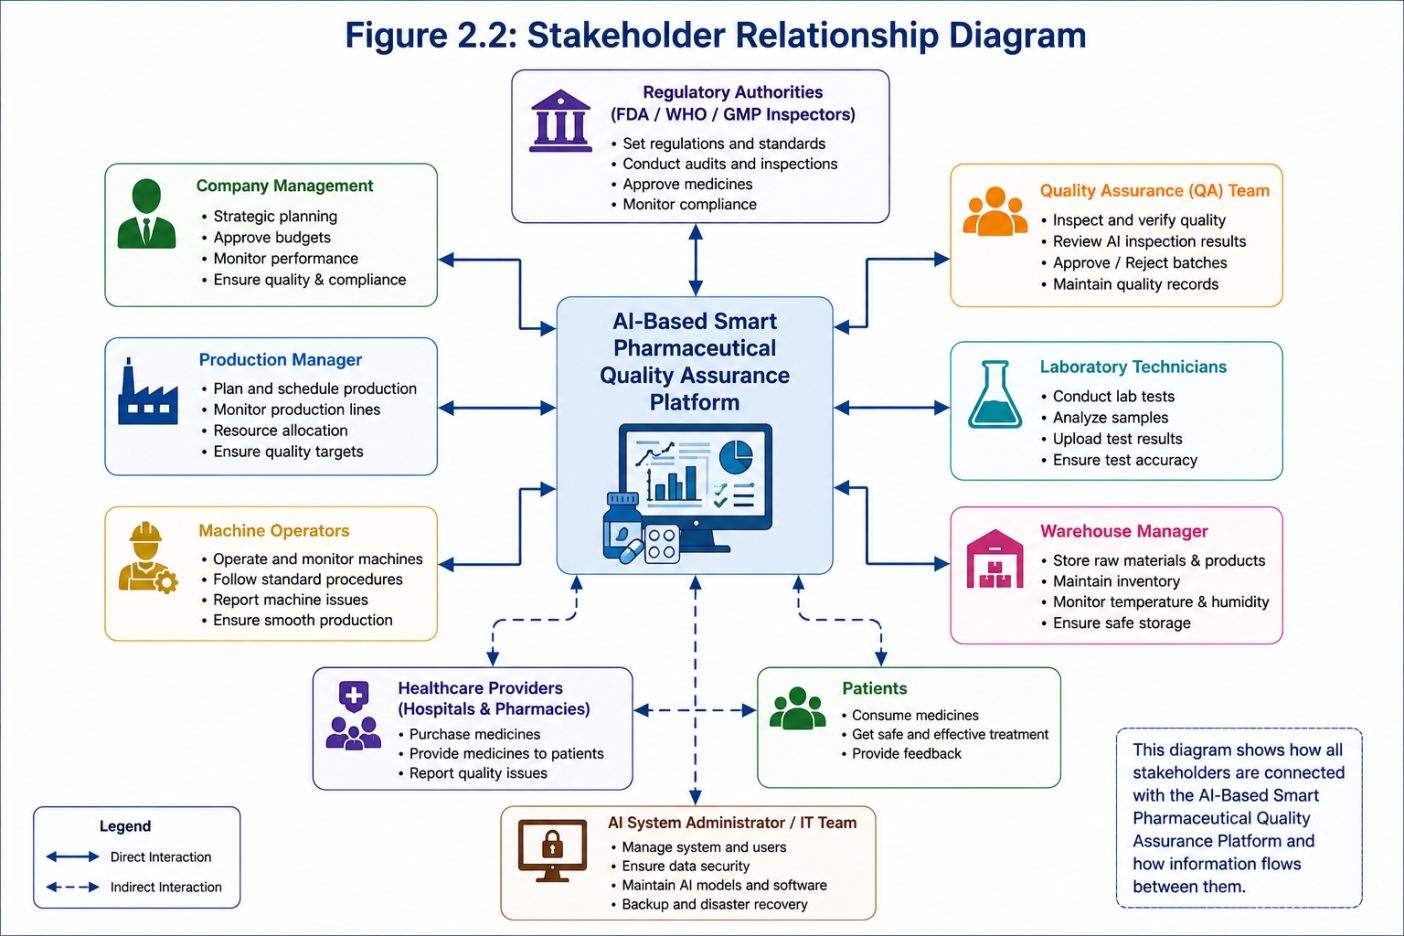 Figure 2.2: Stakeholder Relationship Diagram
Regulatory Authorities
(FDA / WHO / GMP Inspectors)
• Set regulations and standards
• Conduct audits and inspections
• Approve medicines
• Monitor compliance
Company Management
• Strategic planning
• Approve budgets
• Monitor performance
• Ensure quality & compliance
Quality Assurance (QA) Team
• Inspect and verify quality
• Review AI inspection results
• Approve / Reject batches
• Maintain quality records
AI-Based Smart
Pharmaceutical
Quality Assurance
Platform
Production Manager
• Plan and schedule production
• Monitor production lines
• Resource allocation
• Ensure quality targets
Laboratory Technicians
• Conduct lab tests
• Analyze samples
• Upload test results
• Ensure test accuracy
Machine Operators
• Operate and monitor machines
• Follow standard procedures
• Report machine issues
• Ensure smooth production
Warehouse Manager
• Store raw materials & products
• Maintain inventory
• Monitor temperature & humidity
• Ensure safe storage
Healthcare Providers
(Hospitals & Pharmacies)
• Purchase medicines
• Provide medicines to patients
• Report quality issues
Patients
• Consume medicines
• Get safe and effective treatment
• Provide feedback
AI System Administrator / IT Team
• Manage system and users
• Ensure data security
• Maintain AI models and software
• Backup and disaster recovery
Legend
Direct Interaction
Indirect Interaction
This diagram shows how all
stakeholders are connected
with the AI-Based Smart
Pharmaceutical Quality
Assurance Platform and
how information flows
between them.